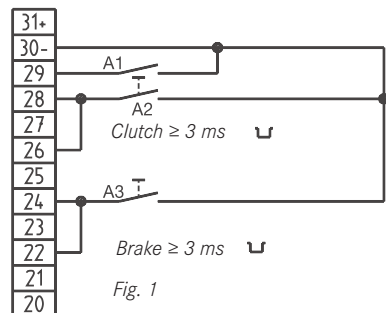 31+
30-
29
A1
28
A2
27
Clutch ≥ 3 ms
26
25
24
A3
23
22
Brake ≥ 3 ms
21
Fig. 1
20